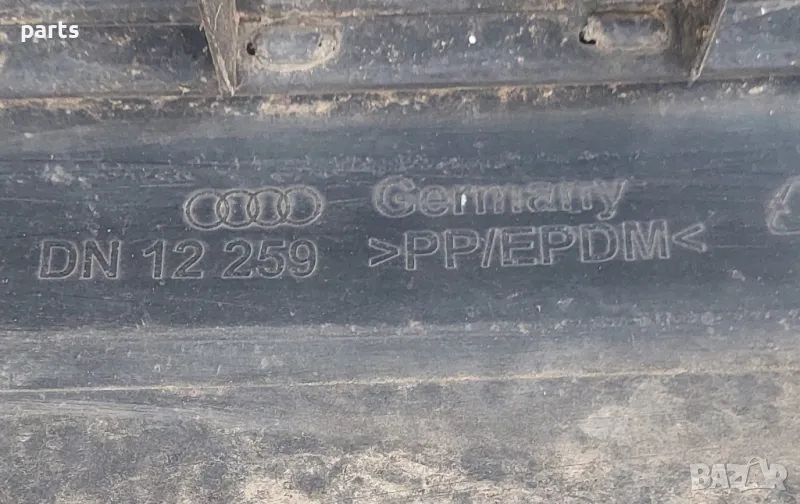 parts
Germany
DN 12 259 >PP/EPDM<
BAZAR